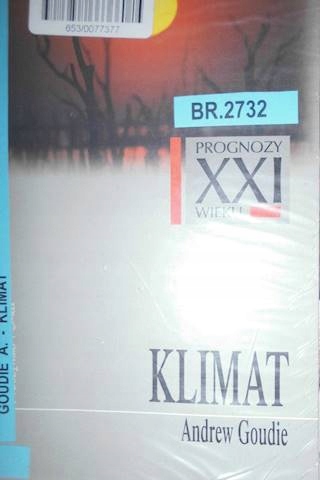 653/0077377
BR.2732
PROGNOZY
XXI
WIEKU
KLIMAT
Andrew Goudie
GOUDIE A. - KLIMAT